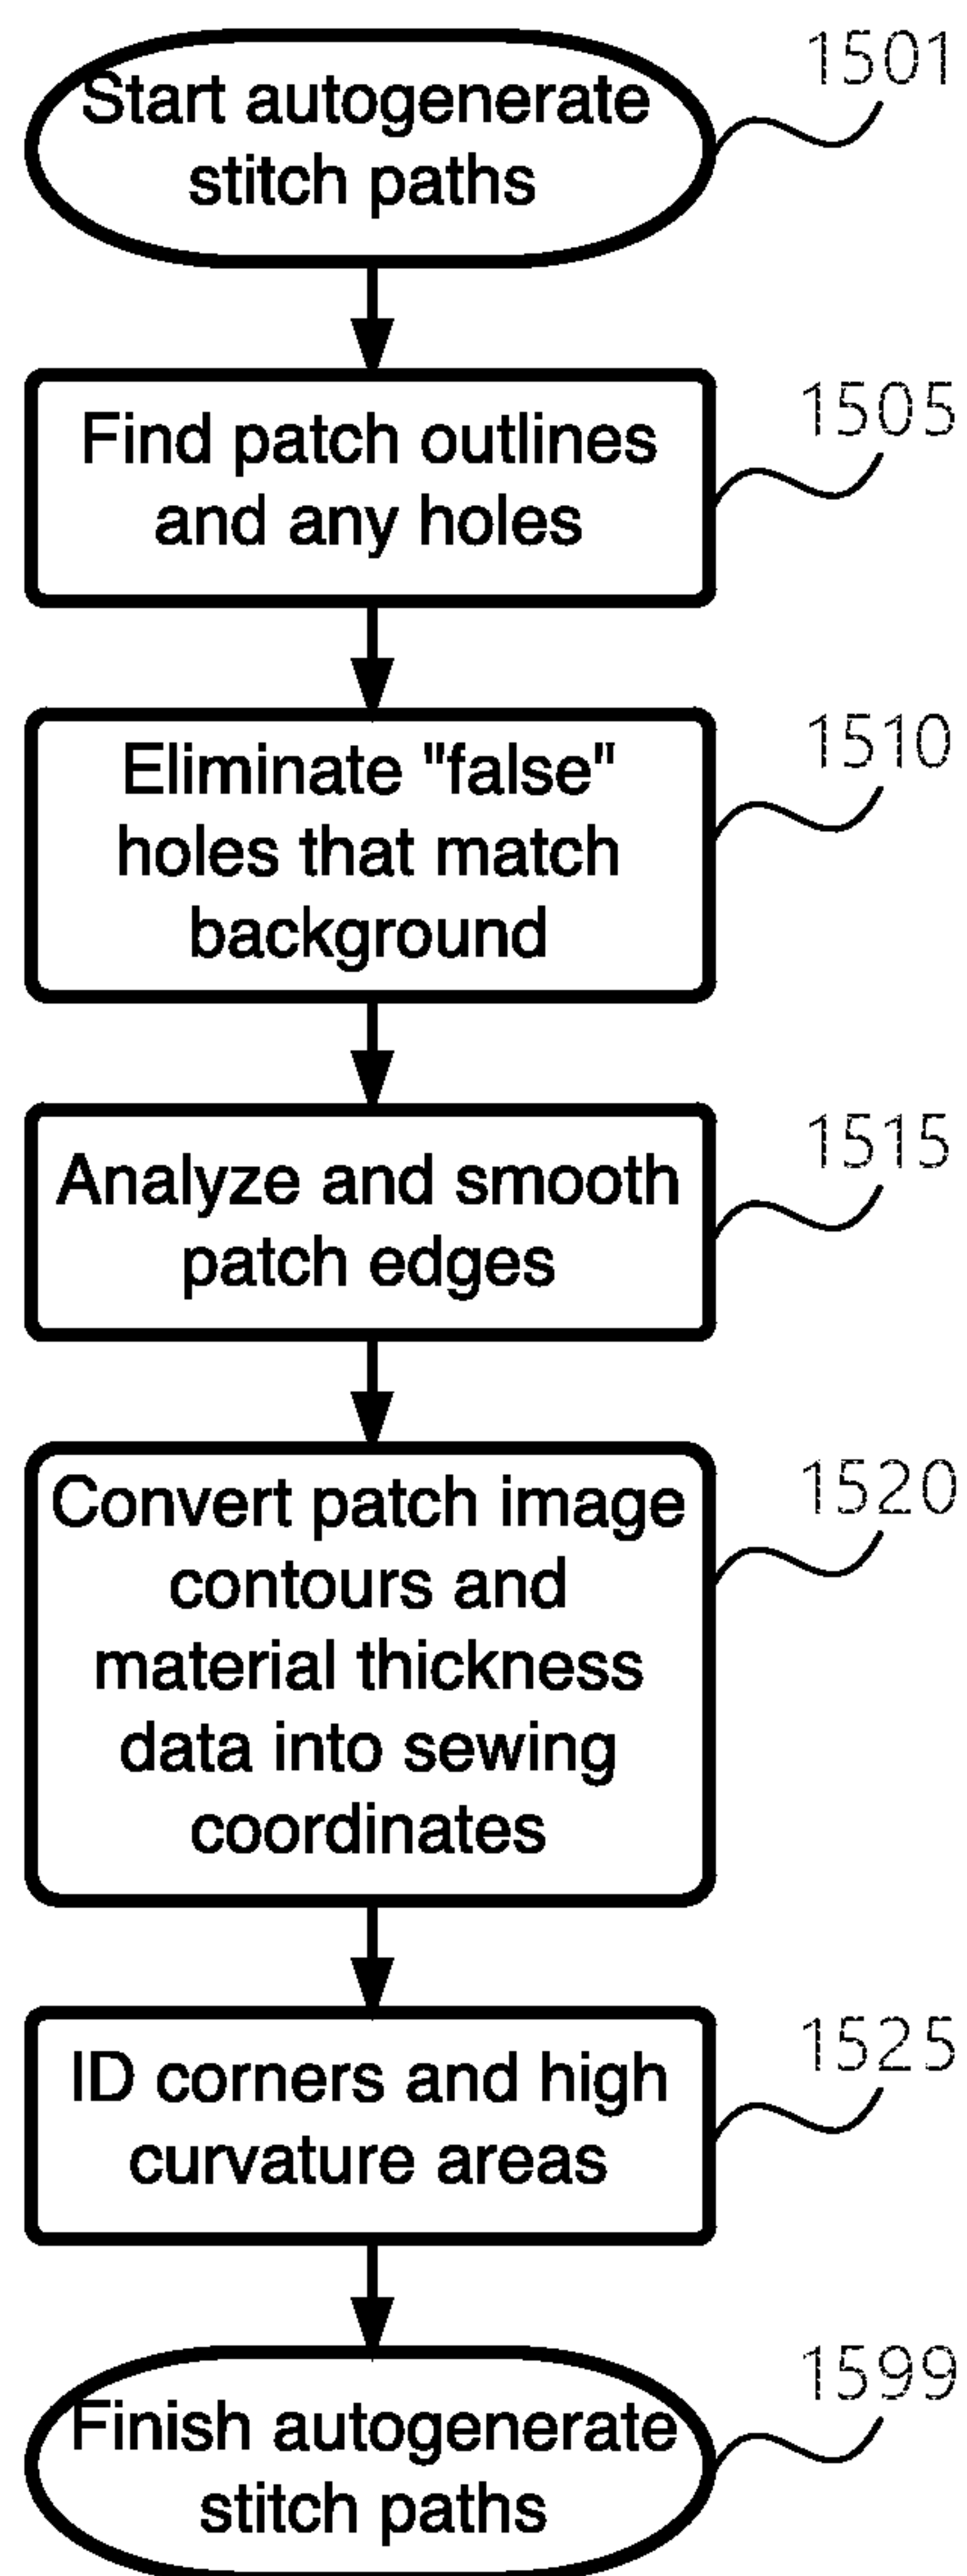 1501
Start autogenerate
stitch paths
1505
Find patch outlines
and any holes
1510
Eliminate "false"
holes that match
background
1515
Analyze and smooth
patch edges
1520
Convert patch image
contours and
material thickness
data into sewing
coordinates
1525
ID corners and high
curvature areas
1599
Finish autogenerate
stitch paths